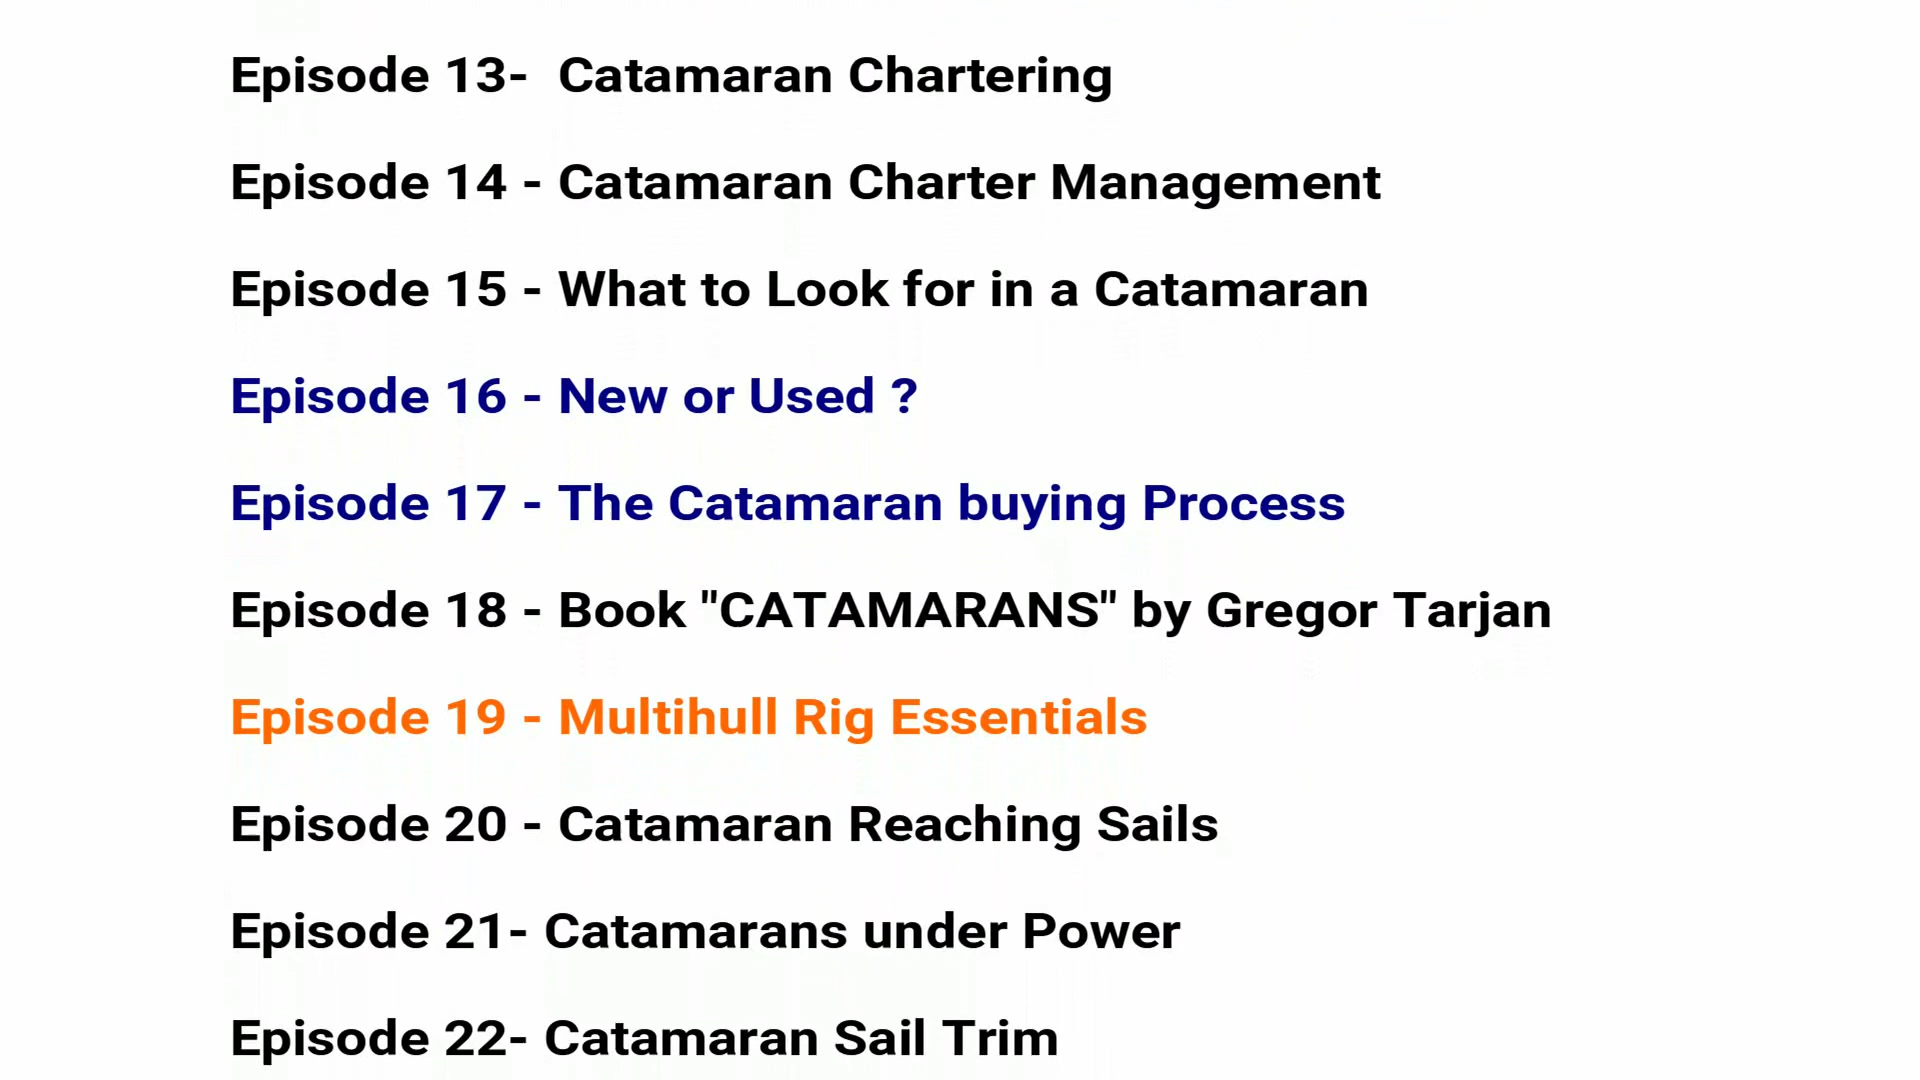 Episode 13-  Catamaran Chartering
Episode 14 - Catamaran Charter Management
Episode 15 - What to Look for in a Catamaran
Episode 16 - New or Used ?
Episode 17 - The Catamaran buying Process
Episode 18 - Book "CATAMARANS" by Gregor Tarjan
Episode 19 - Multihull Rig Essentials
Episode 20 - Catamaran Reaching Sails
Episode 21- Catamarans under Power
Episode 22- Catamaran Sail Trim